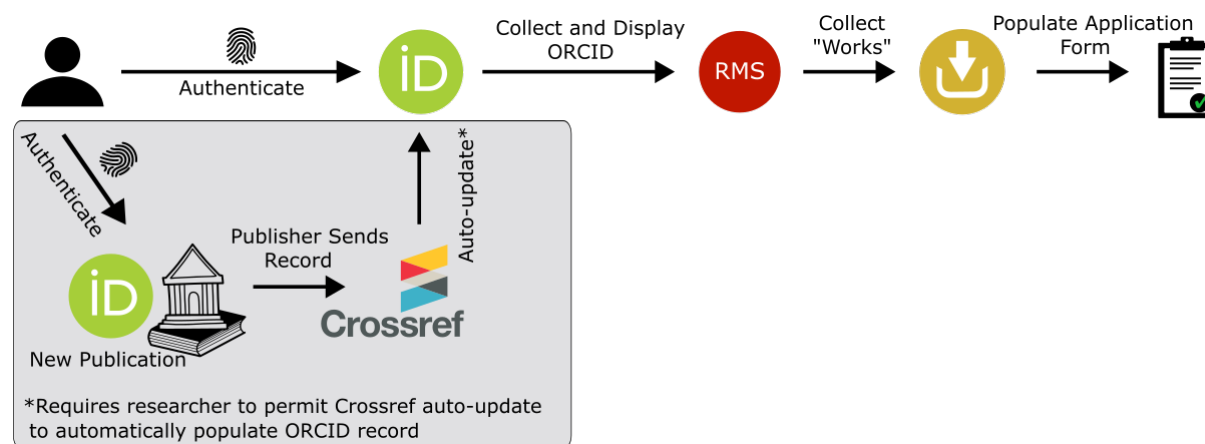 Authenticate
iD
Collect and Display
ORCID
RMS
Collect
"Works"
Populate Application
Form
Authenticate
iD
New Publication
Publisher Sends
Record
Crossref
Auto-update*
*Requires researcher to permit Crossref auto-update
to automatically populate ORCID record